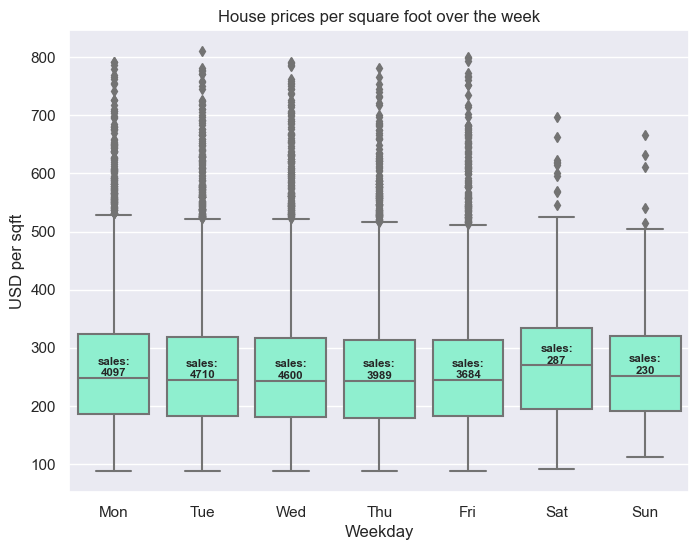 House prices per square foot over the week
USD per sqft
800
700
600
500
400
300
200
100
sales:
4097
sales:
4710
sales:
4600
sales:
3989
sales:
3684
sales:
287
sales:
230
Mon Tue Wed Thu Fri Sat Sun
Weekday